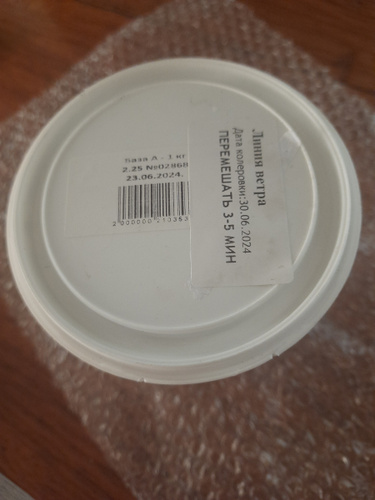 База А - 1 кг
2.25 №02868
23.06.2024.
Линия ветра
Дата колеровки:30.06.2024
ПЕРЕМЕШАТЬ 3-5 МИН